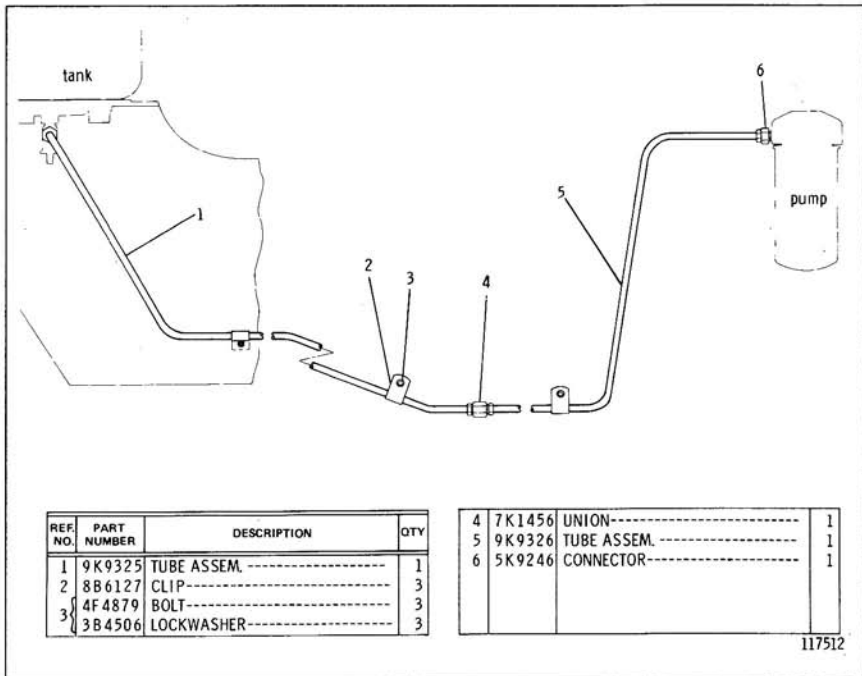 tank
6
pump
5
1
2
3
4
REF. NO. PART NUMBER DESCRIPTION QTY
1 9K9325 TUBE ASSEM. 1
2 8B6127 CLIP 3
3 4F4879 BOLT 3
3B4506 LOCKWASHER 3
4 7K1456 UNION 1
5 9K9326 TUBE ASSEM. 1
6 5K9246 CONNECTOR 1
117512